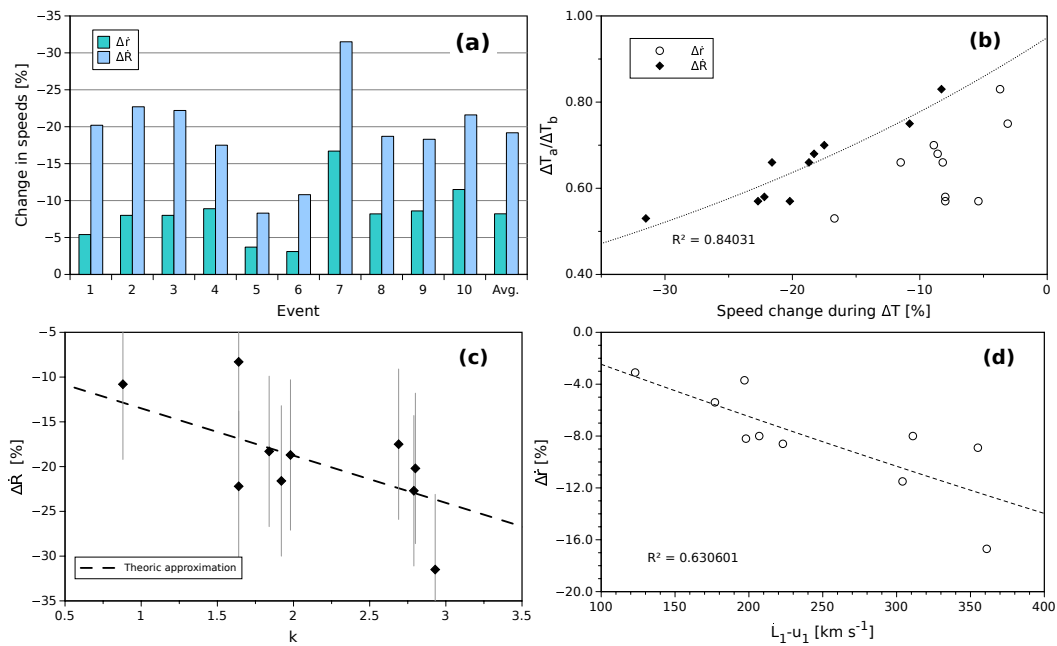 (a)
Δṙ
ΔṘ
Change in speeds [%]
−35
−30
−25
−20
−15
−10
−5
0
1 2 3 4 5 6 7 8 9 10 Avg.
Event
(b)
Δṙ
ΔṘ
ΔTₐ/ΔT_b
1.00
0.80
0.60
0.40
R² = 0.84031
−30 −20 −10 0
Speed change during ΔT [%]
(c)
ΔṘ [%]
−5
−10
−15
−20
−25
−30
−35
Theoric approximation
0.5 1 1.5 2 2.5 3 3.5
k
(d)
Δṙ [%]
0.0
−4.0
−8.0
−12.0
−16.0
−20.0
R² = 0.630601
100 150 200 250 300 350 400
L̇₁-u₁ [km s⁻¹]